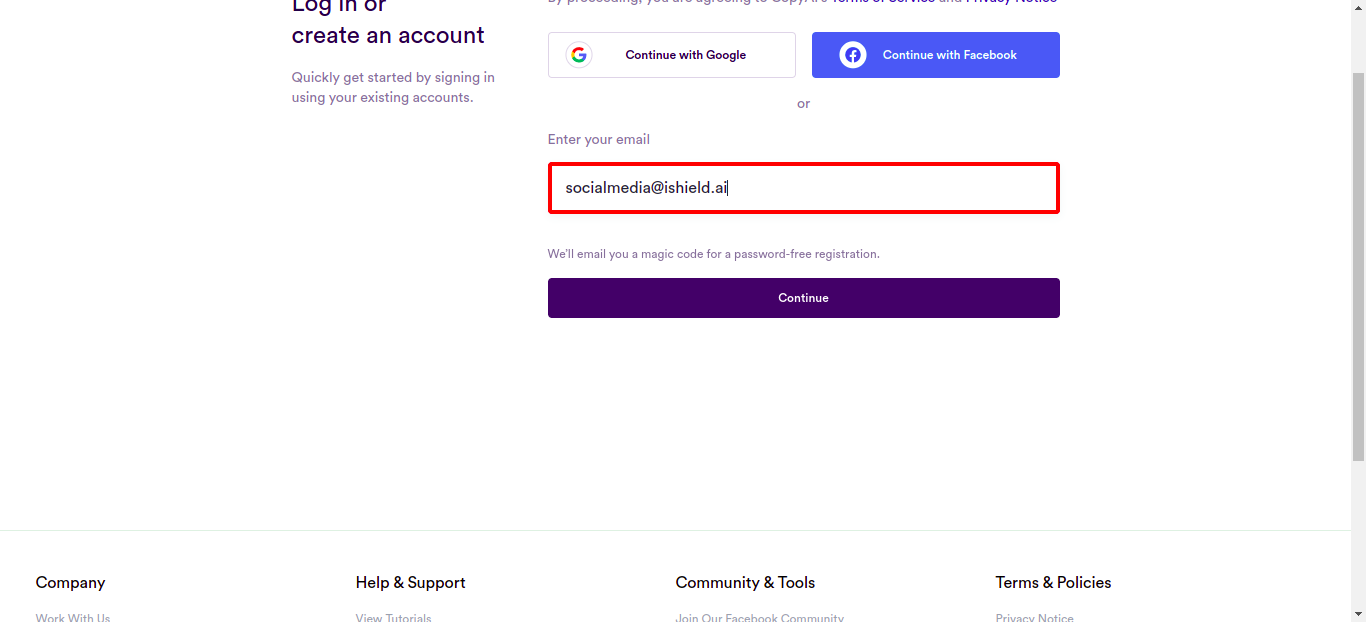 Log in or
create an account
Quickly get started by signing in
using your existing accounts.
By proceeding, you are agreeing to CopyAI's Terms of Service and Privacy Notice
Continue with Google
Continue with Facebook
or
Enter your email
socialmedia@ishield.ai
We'll email you a magic code for a password-free registration.
Continue
Company
Help & Support
Community & Tools
Terms & Policies
Work With Us
View Tutorials
Join Our Facebook Community
Privacy Notice